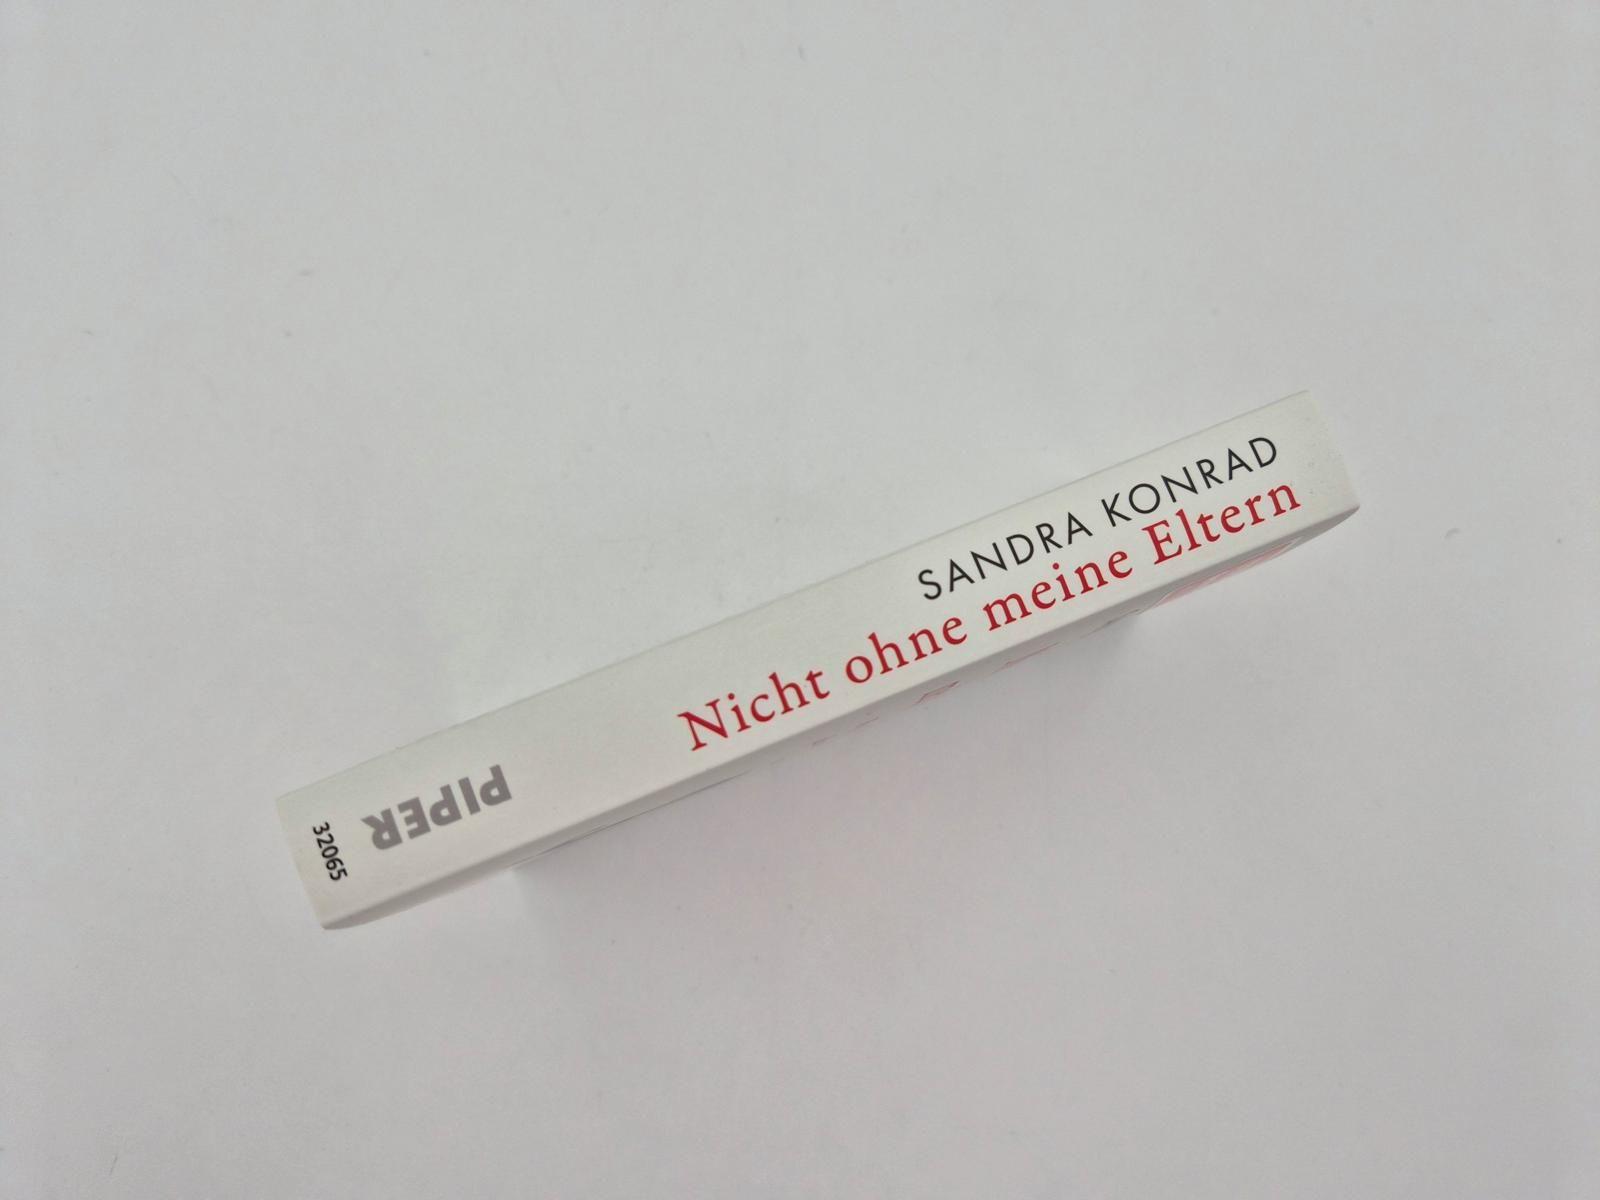 SANDRA KONRAD
Nicht ohne meine Eltern
PIPER
32065